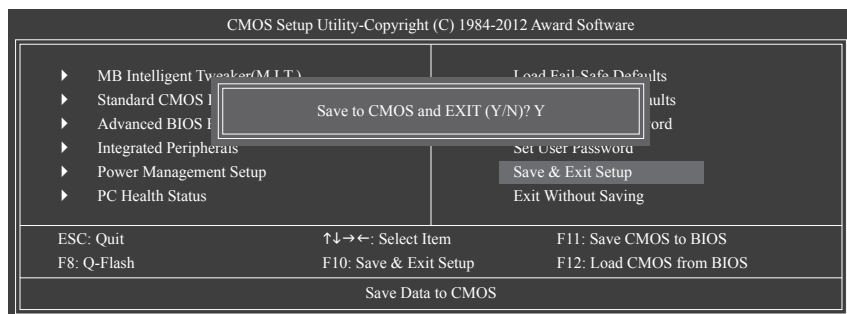 CMOS Setup Utility-Copyright (C) 1984-2012 Award Software
MB Intelligent Tweaker(M.I.T.)
Standard CMOS
Advanced BIOS
Integrated Peripherals
Power Management Setup
PC Health Status
Load Fail-Safe Defaults
Set User Password
Save & Exit Setup
Exit Without Saving
Save to CMOS and EXIT (Y/N)? Y
ESC: Quit
↑↓→←: Select Item
F11: Save CMOS to BIOS
F8: Q-Flash
F10: Save & Exit Setup
F12: Load CMOS from BIOS
Save Data to CMOS